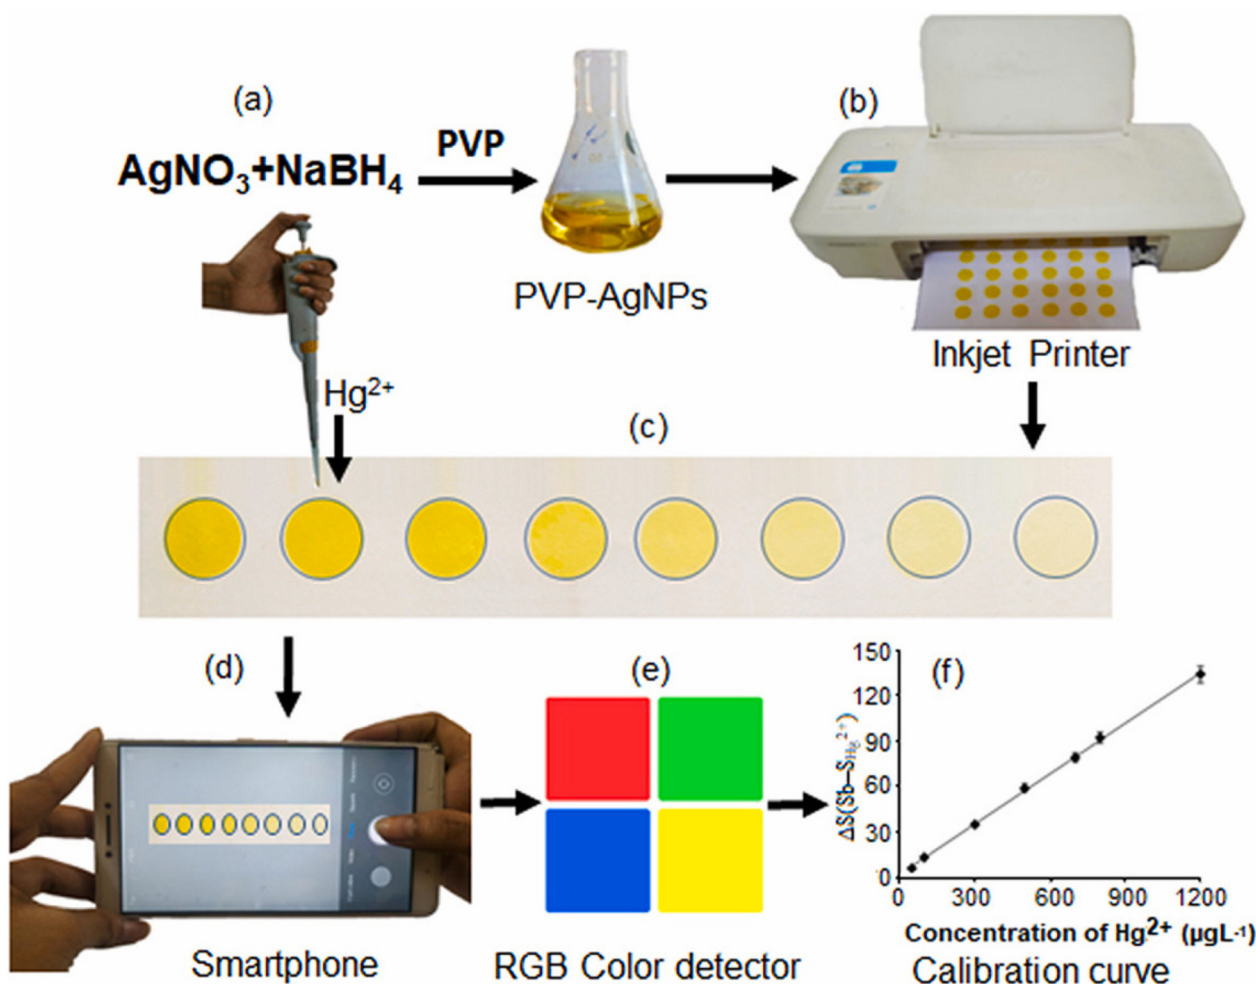 (a)
AgNO₃+NaBH₄
PVP
PVP-AgNPs
(b)
Inkjet Printer
Hg²⁺
(c)
(d)
Smartphone
(e)
RGB Color detector
(f)
ΔS(Sb–S_Hg²⁺)
150
120
90
60
30
0
0 300 600 900 1200
Concentration of Hg²⁺ (µgL⁻¹)
Calibration curve